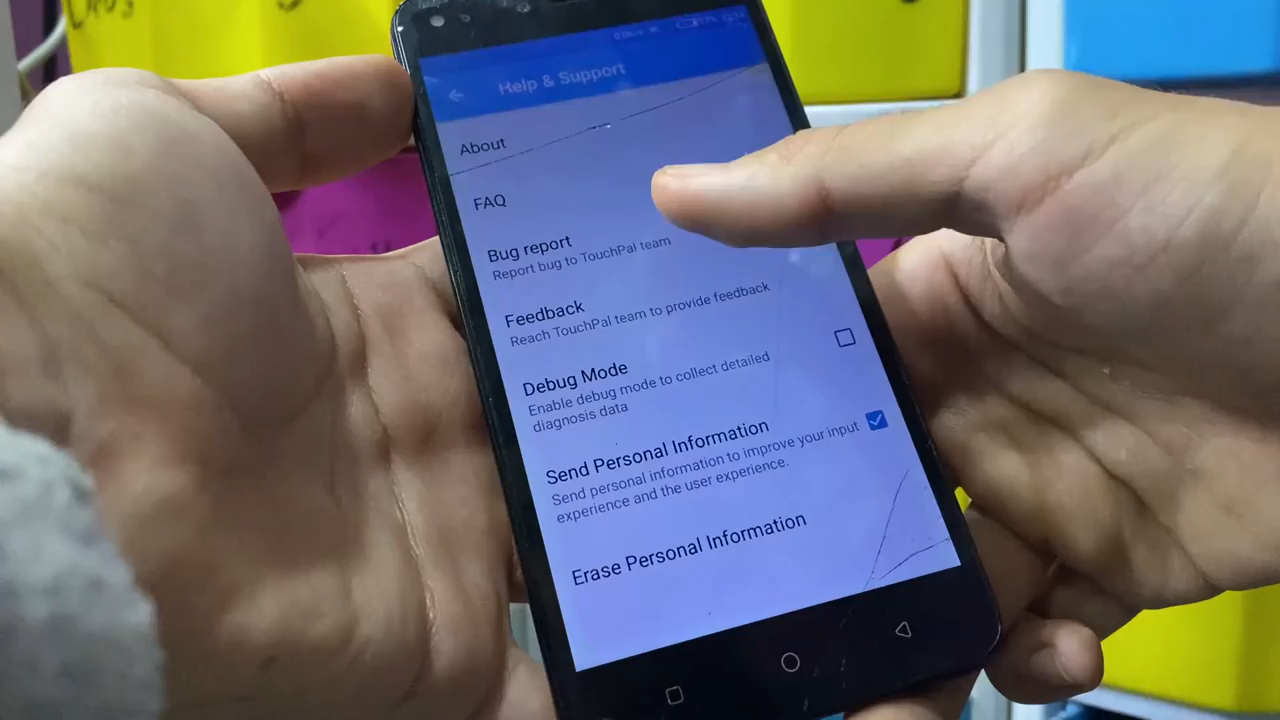 Help & Support
About
FAQ
Bug report
Report bug to TouchPal team
Feedback
Reach TouchPal team to provide feedback
Debug Mode
Enable debug mode to collect detailed
diagnosis data
Send Personal Information
Send personal information to improve your input
experience and the user experience.
Erase Personal Information